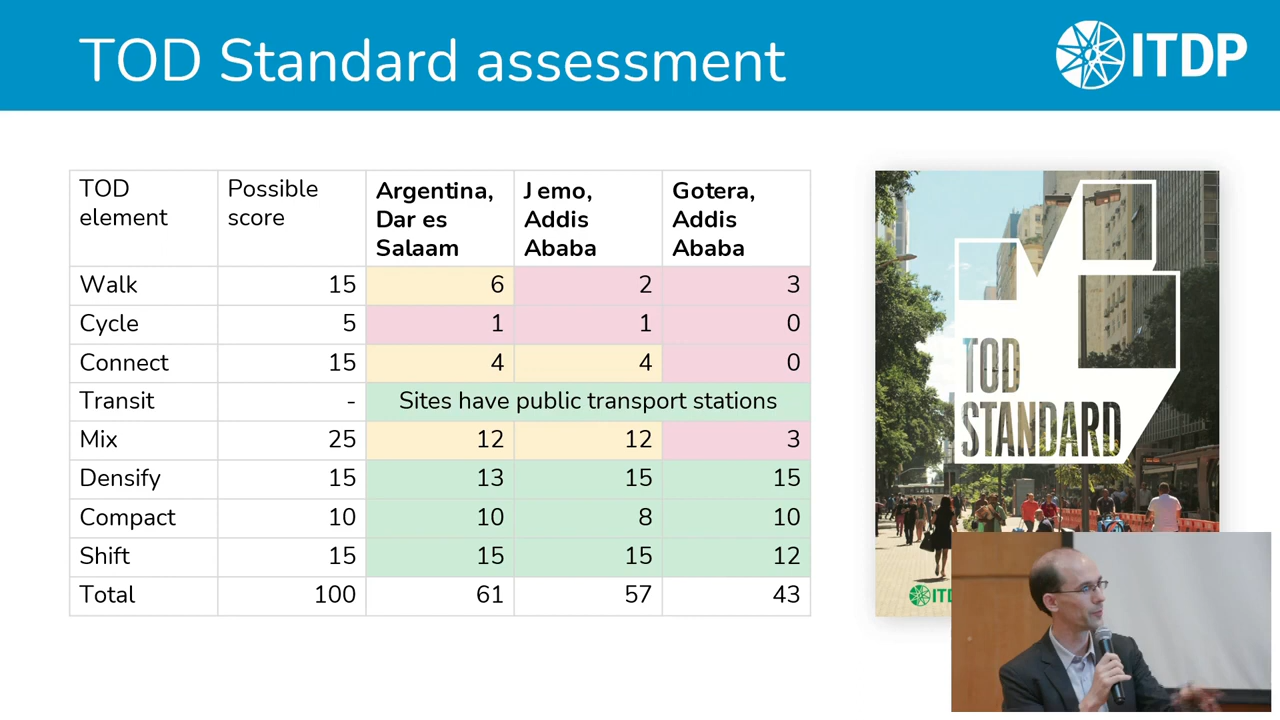 TOD Standard assessment
ITDP
TOD element
Possible score
Argentina, Dar es Salaam
Jemo, Addis Ababa
Gotera, Addis Ababa
Walk 15 6 2 3
Cycle 5 1 1 0
Connect 15 4 4 0
Transit - Sites have public transport stations
Mix 25 12 12 3
Densify 15 13 15 15
Compact 10 10 8 10
Shift 15 15 15 12
Total 100 61 57 43
TOD
STANDARD